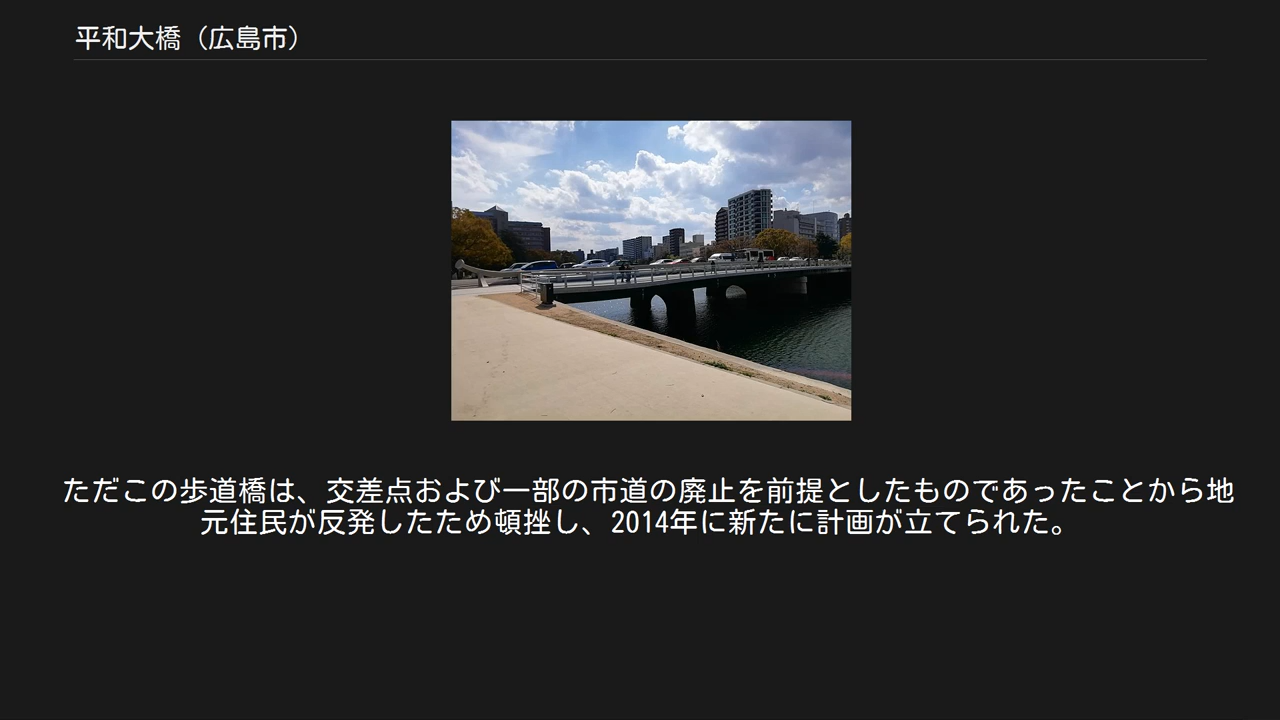 平和大橋（広島市）
ただこの歩道橋は、交差点および一部の市道の廃止を前提としたものであったことから地
元住民が反発したため頓挫し、2014年に新たに計画が立てられた。